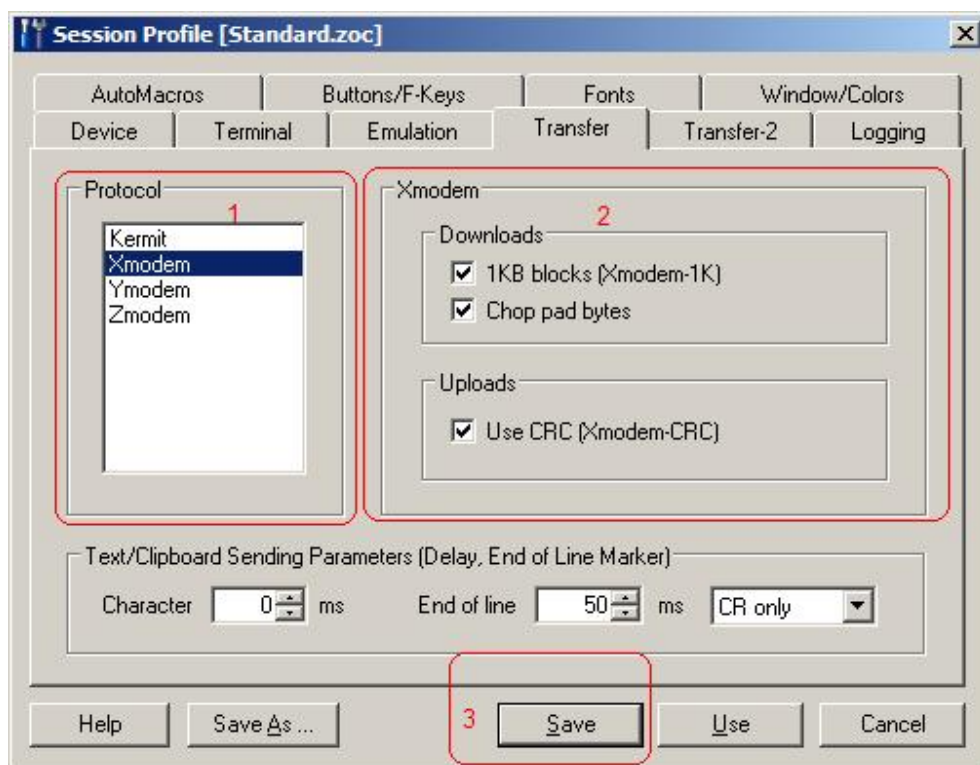 Session Profile [Standard.zoc]
AutoMacros Buttons/F-Keys Fonts Window/Colors
Device Terminal Emulation Transfer Transfer-2 Logging
Protocol
1
Kermit
Xmodem
Ymodem
Zmodem
Xmodem
2
Downloads
1KB blocks (Xmodem-1K)
Chop pad bytes
Uploads
Use CRC (Xmodem-CRC)
Text/Clipboard Sending Parameters (Delay, End of Line Marker)
Character 0 ms End of line 50 ms CR only
Help Save As ... 3 Save Use Cancel